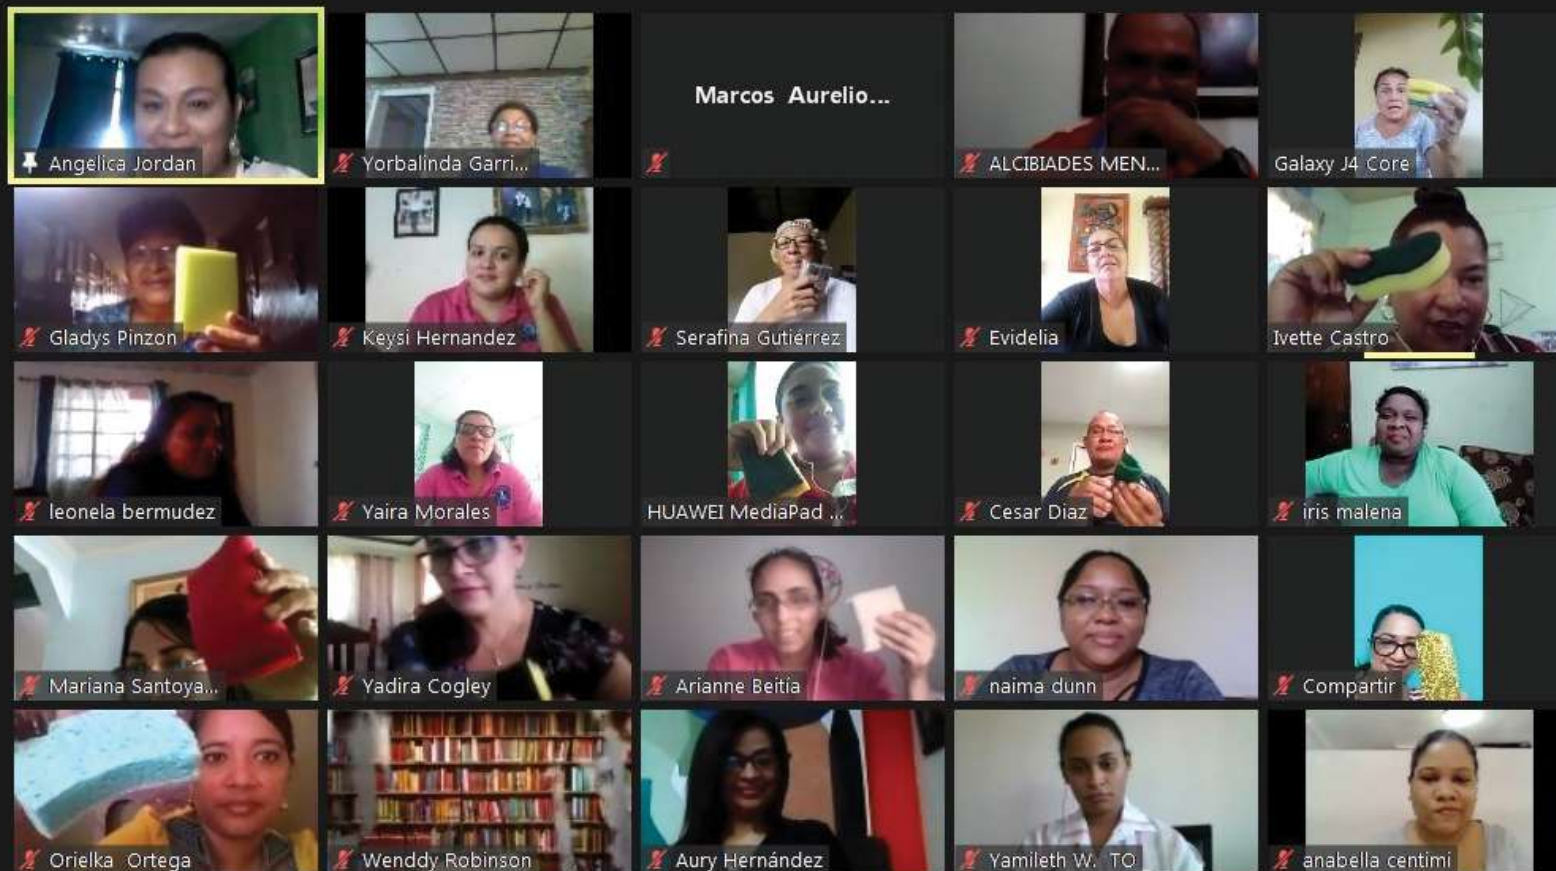 Angelica Jordan
Yorbalinda Garri...
Marcos Aurelio...
ALCIBIADES MEN...
Galaxy J4 Core
Gladys Pinzon
Keysi Hernandez
Serafina Gutiérrez
Evidelia
Ivette Castro
leonela bermudez
Yaira Morales
HUAWEI MediaPad ...
Cesar Diaz
iris malena
Mariana Santoya...
Yadira Cogley
Arianne Beitía
naima dunn
Compartir
Orielka Ortega
Wenddy Robinson
Aury Hernández
Yamileth W. TO
anabella centimi